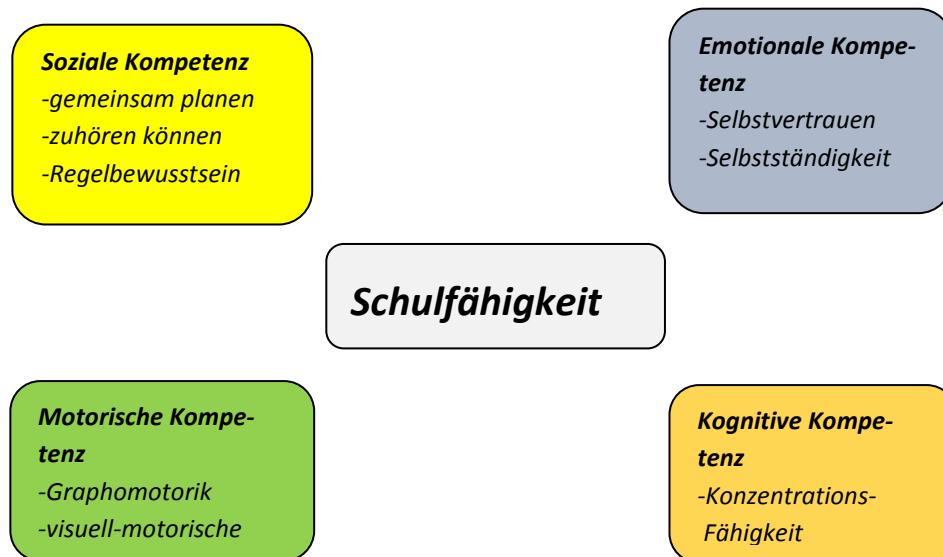 Soziale Kompetenz
-gemeinsam planen
-zuhören können
-Regelbewusstsein
Emotionale Kompe-
tenz
-Selbstvertrauen
-Selbstständigkeit
Schulfähigkeit
Motorische Kompe-
tenz
-Graphomotorik
-visuell-motorische
Kognitive Kompe-
tenz
-Konzentrations-
Fähigkeit